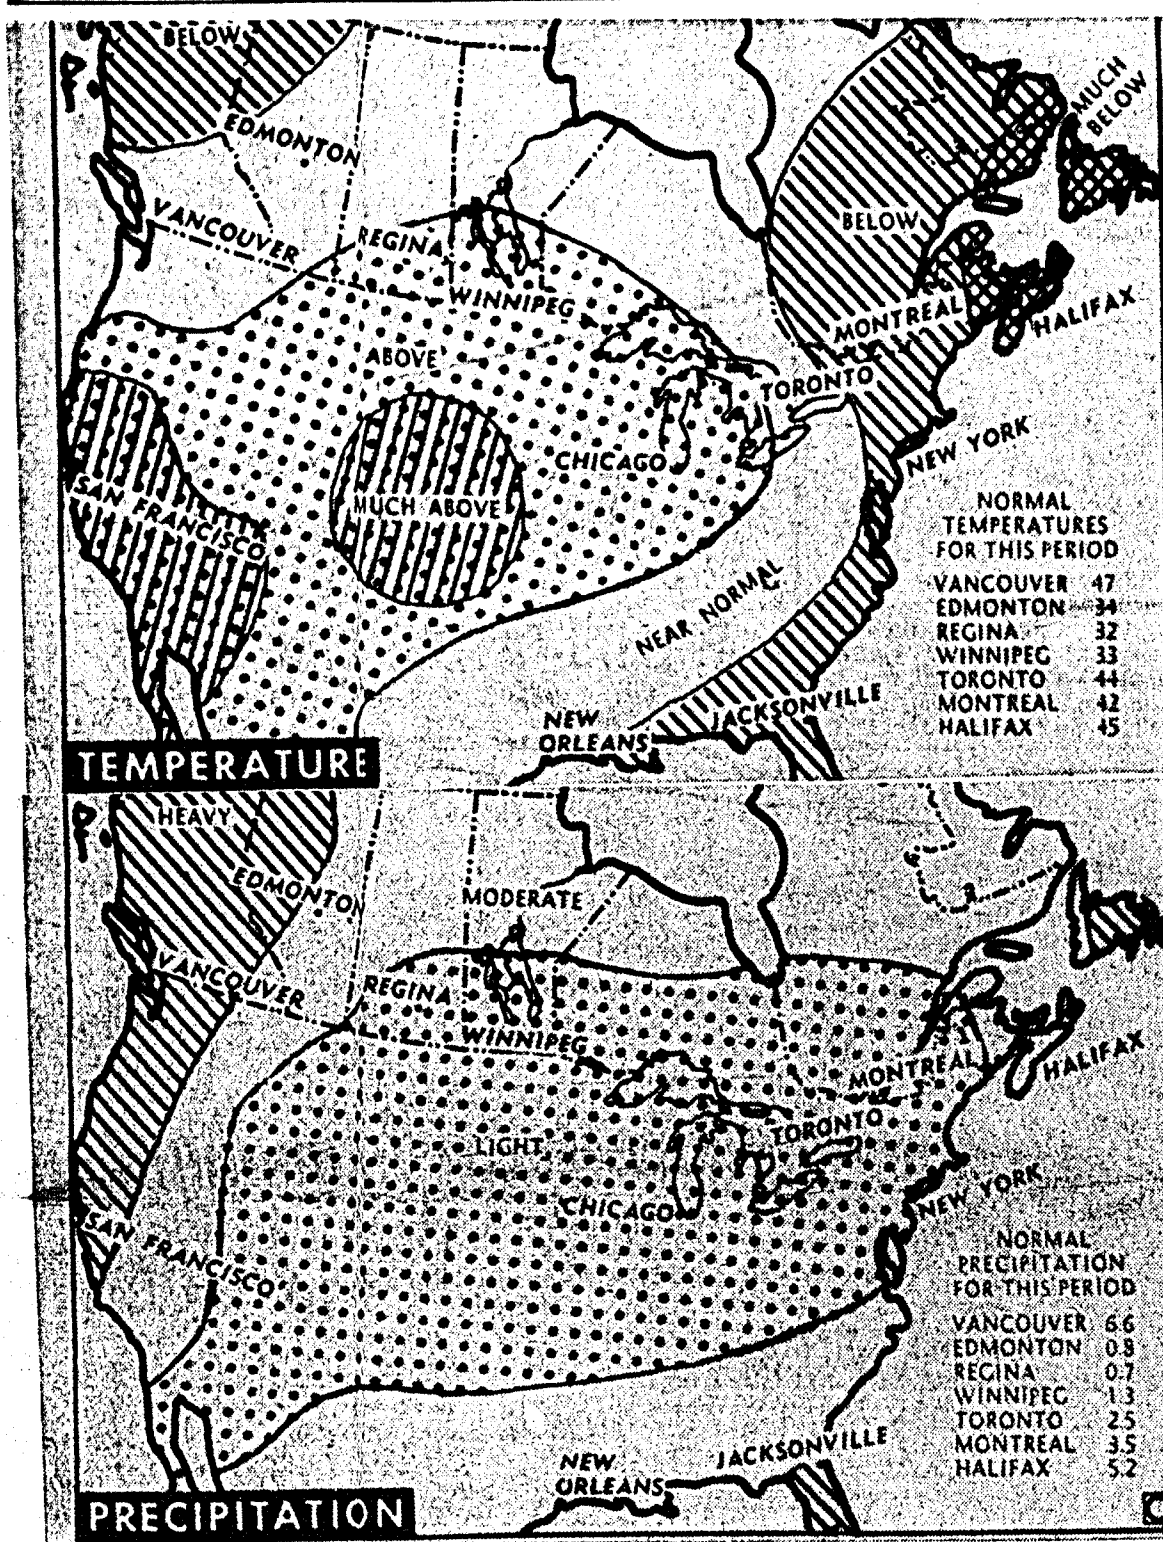 BELOW
EDMONTON
VANCOUVER
REGINA
WINNIPEG
ABOVE
MUCH ABOVE
CHICAGO
SAN FRANCISCO
MUCH
BELOW
BELOW
MONTREAL
HALIFAX
TORONTO
NEW YORK
NEAR NORMAL
JACKSONVILLE
NEW
ORLEANS
NORMAL
TEMPERATURES
FOR THIS PERIOD
VANCOUVER 47
EDMONTON 34
REGINA 32
WINNIPEG 33
TORONTO 44
MONTREAL 42
HALIFAX 45
TEMPERATURE
HEAVY
EDMONTON
MODERATE
VANCOUVER
REGINA
WINNIPEG
MONTREAL
HALIFAX
TORONTO
LIGHT
CHICAGO
NEW YORK
SAN FRANCISCO
NORMAL
PRECIPITATION
FOR THIS PERIOD
VANCOUVER 6.6
EDMONTON 0.8
REGINA 0.7
WINNIPEG 1.3
TORONTO 2.5
MONTREAL 3.5
HALIFAX 5.2
JACKSONVILLE
NEW
ORLEANS
PRECIPITATION